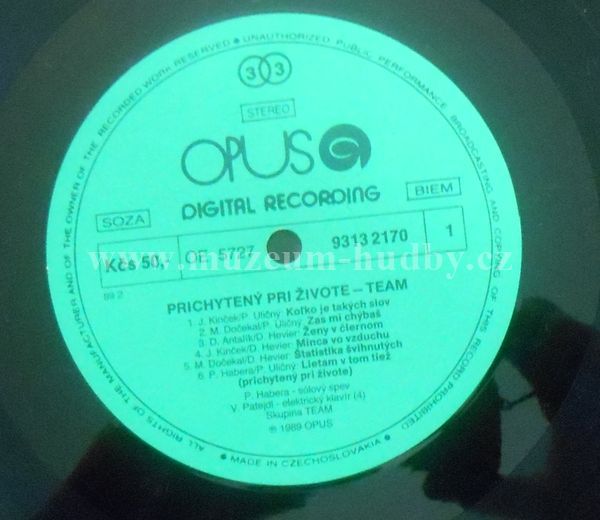 ALL RIGHTS OF THE MANUFACTURER AND OF THE OWNER OF THE RECORDED WORK RESERVED • UNAUTHORIZED PUBLIC PERFORMANCE BROADCASTING AND COPYING OF THIS RECORD PROHIBITED
• MADE IN CZECHOSLOVAKIA •
33
STEREO
OPUS
DIGITAL RECORDING
SOZA
BIEM
Kčs 50,-
OE-5727
9313 2170
1
www.muzeum-hudby.cz
89 2
PRICHYTENÝ PRI ŽIVOTE – TEAM
1. J. Kinček/P. Uličný: Koľko je takých slov
2. M. Dočekal/P. Uličný: Zas mi chýbaš
3. D. Antalík/D. Hevier: Ženy v čiernom
4. J. Kinček/D. Hevier: Minca vo vzduchu
5. M. Dočekal/D. Hevier: Štatistika švihnutých
6. P. Habera/P. Uličný: Lietam v tom tiež
(prichytený pri živote)
P. Habera - sólový spev
V. Patejdl - elektrický klavír (4)
Skupina TEAM
℗ 1989 OPUS